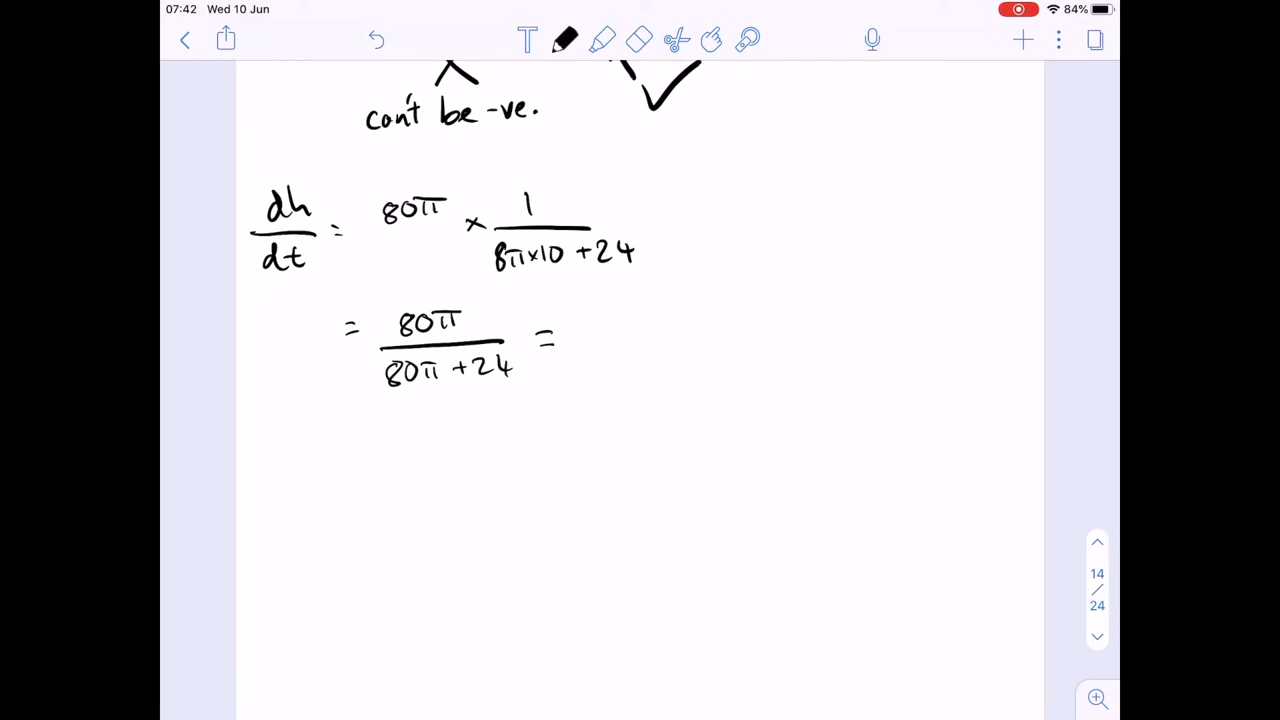 07:42 Wed 10 Jun 84%
T
can't be -ve.
dh/dt = 80π × 1/(8π×10 +24)
= 80π/(80π +24) =
14
/
24